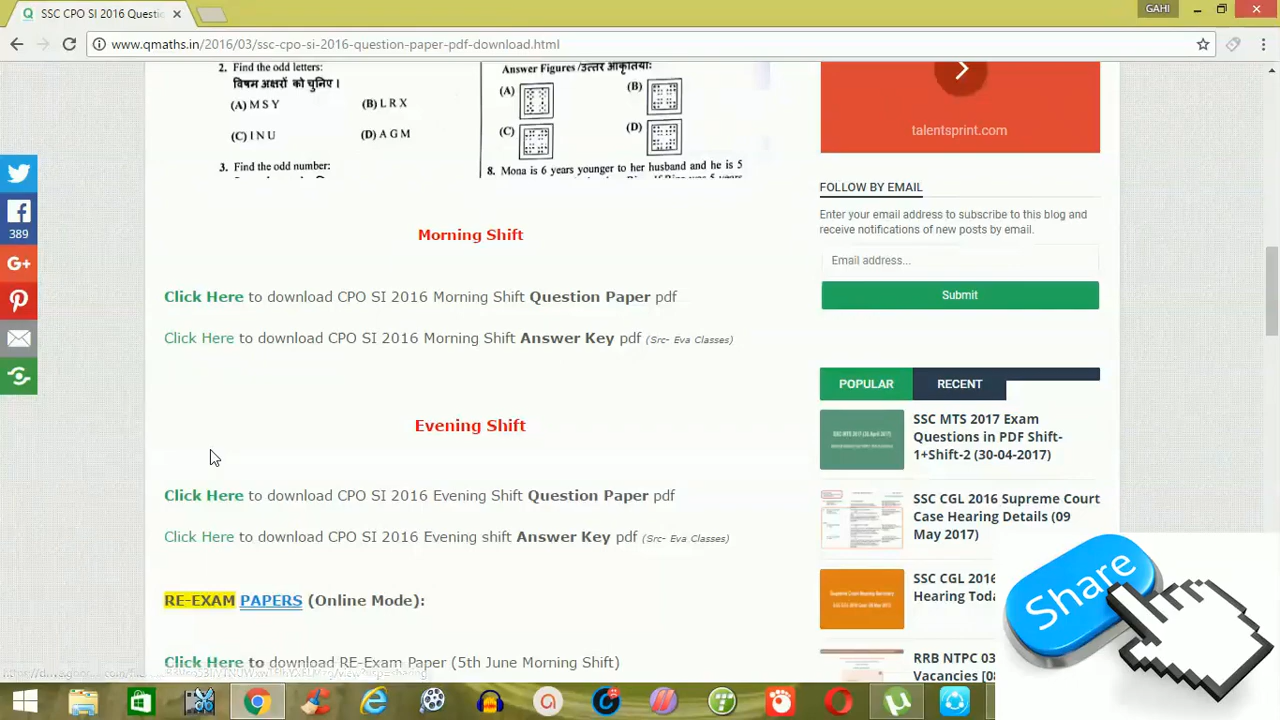 SSC CPO SI 2016 Questi
GAHI
www.qmaths.in/2016/03/ssc-cpo-si-2016-question-paper-pdf-download.html
2. Find the odd letters:
विषम अक्षरों को चुनिए।
(A) M S Y (B) L R X
(C) I N U (D) A G M
3. Find the odd number:
Answer Figures /उत्तर आकृतियाः
(A) (B)
(C) (D)
8. Mona is 6 years younger to her husband and he is 5
talentsprint.com
389
Morning Shift
Click Here to download CPO SI 2016 Morning Shift Question Paper pdf
Click Here to download CPO SI 2016 Morning Shift Answer Key pdf (Src- Eva Classes)
Evening Shift
Click Here to download CPO SI 2016 Evening Shift Question Paper pdf
Click Here to download CPO SI 2016 Evening shift Answer Key pdf (Src- Eva Classes)
RE-EXAM PAPERS (Online Mode):
Click Here to download RE-Exam Paper (5th June Morning Shift)
FOLLOW BY EMAIL
Enter your email address to subscribe to this blog and
receive notifications of new posts by email.
Email address...
Submit
POPULAR RECENT
SSC MTS 2017 Exam
Questions in PDF Shift-
1+Shift-2 (30-04-2017)
SSC CGL 2016 Supreme Court
Case Hearing Details (09
May 2017)
SSC CGL 2016
Hearing Toda
RRB NTPC 03
Vacancies [08
Share